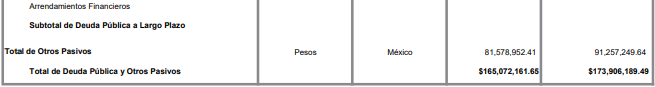 Arrendamientos Financieros
Subtotal de Deuda Pública a Largo Plazo
Total de Otros Pasivos Pesos México 81,578,952.41 91,257,249.64
Total de Deuda Pública y Otros Pasivos $165,072,161.65 $173,906,189.49